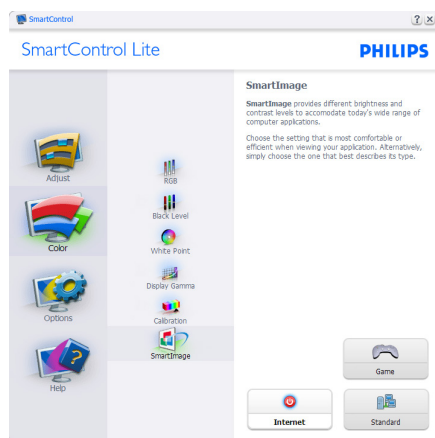 SmartControl
SmartControl Lite
PHILIPS
Adjust
Color
Options
Help
RGB
Black Level
White Point
Display Gamma
Calibration
SmartImage
SmartImage
SmartImage provides different brightness and
contrast levels to accomodate today's wide range of
computer applications.
Choose the setting that is most comfortable or
efficient when viewing your application. Alternatively,
simply choose the one that best describes its type.
Game
Internet
Standard